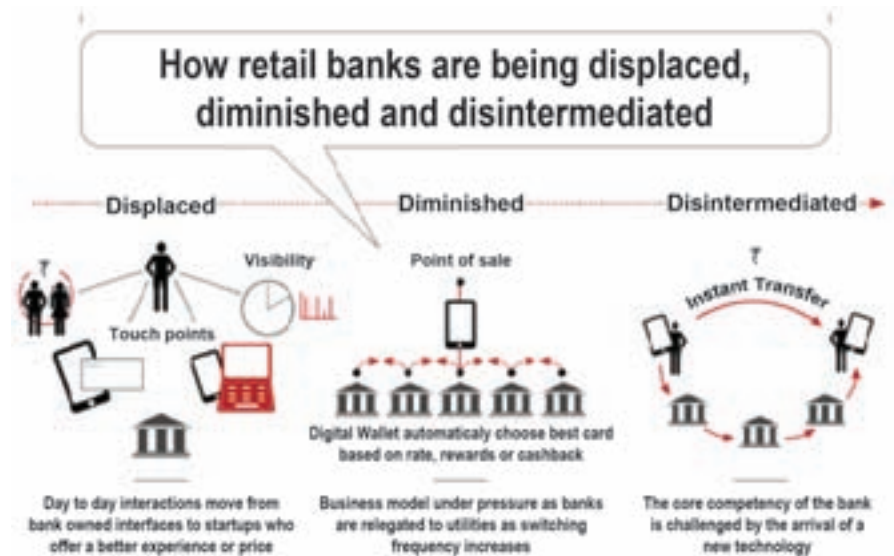 How retail banks are being displaced,
diminished and disintermediated
Displaced
Diminished
Disintermediated
₹
Visibility
Touch points
Point of sale
Digital Wallet automaticaly choose best card
based on rate, rewards or cashback
₹
Instant Transfer
Day to day interactions move from
bank owned interfaces to startups who
offer a better experience or price
Business model under pressure as banks
are relegated to utilities as switching
frequency increases
The core competency of the bank
is challenged by the arrival of a
new technology